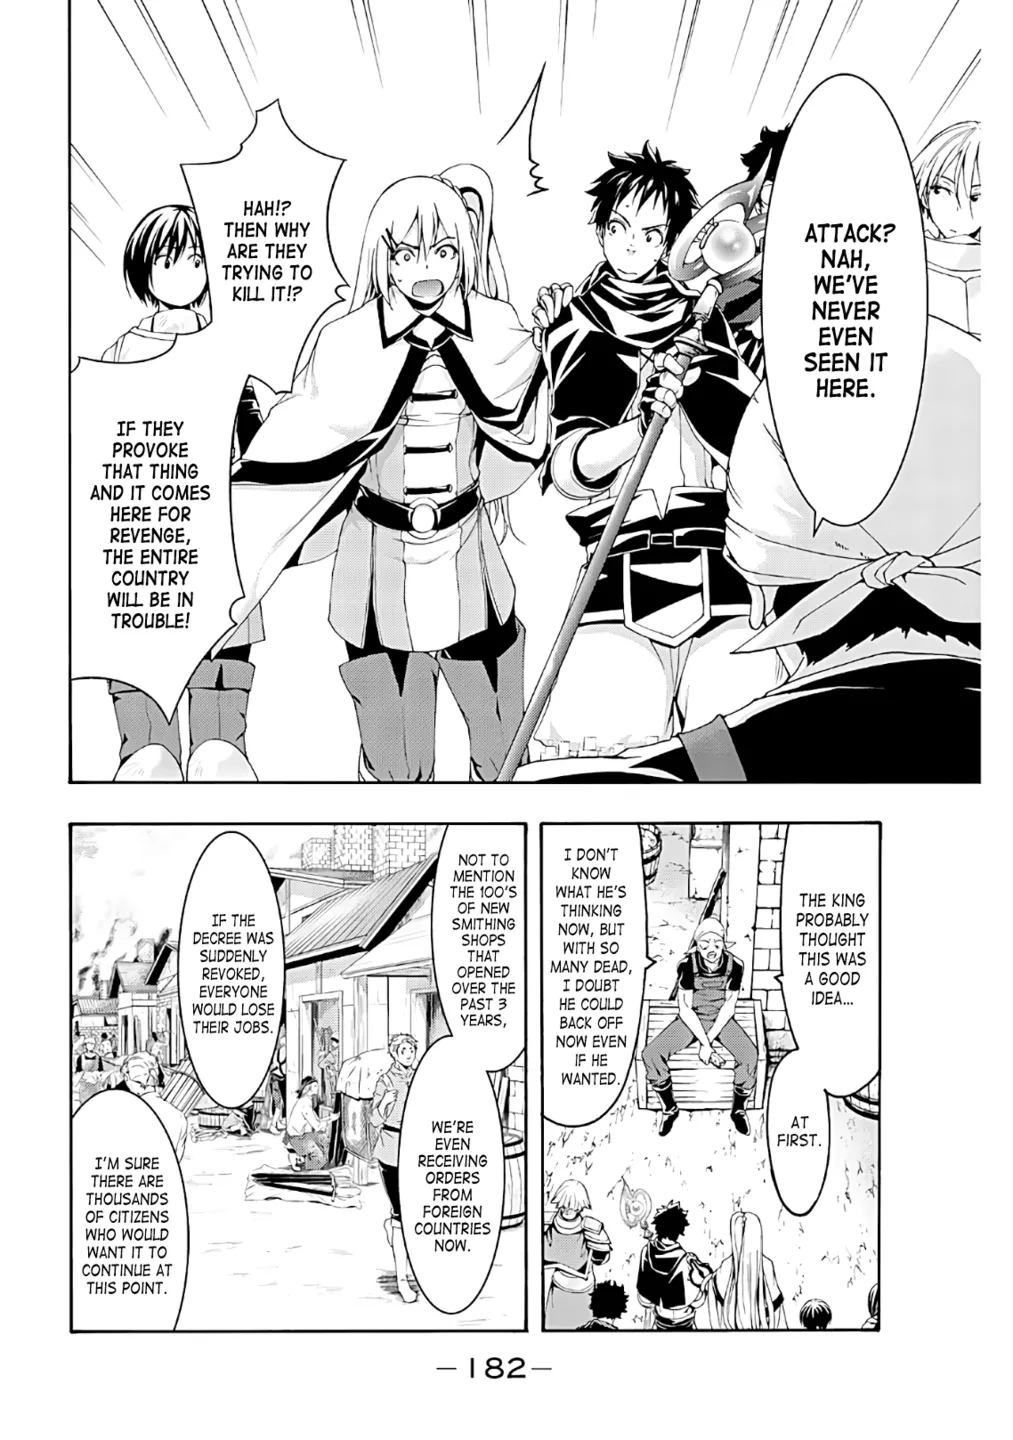 ATTACK?
NAH,
WE'VE
NEVER
EVEN
SEEN IT
HERE.
HAH!?
THEN WHY
ARE THEY
TRYING TO
KILL IT!?
IF THEY
PROVOKE
THAT THING
AND IT COMES
HERE FOR
REVENGE,
THE ENTIRE
COUNTRY
WILL BE IN
TROUBLE!
THE KING
PROBABLY
THOUGHT
THIS WAS
A GOOD
IDEA...
AT
FIRST.
I DON'T
KNOW
WHAT HE'S
THINKING
NOW, BUT
WITH SO
MANY DEAD,
I DOUBT
HE COULD
BACK OFF
NOW EVEN
IF HE
WANTED.
NOT TO
MENTION
THE 100'S
OF NEW
SMITHING
SHOPS
THAT
OPENED
OVER THE
PAST 3
YEARS,
WE'RE
EVEN
RECEIVING
ORDERS
FROM
FOREIGN
COUNTRIES
NOW.
IF THE
DECREE WAS
SUDDENLY
REVOKED,
EVERYONE
WOULD LOSE
THEIR JOBS.
I'M SURE
THERE ARE
THOUSANDS
OF CITIZENS
WHO WOULD
WANT IT TO
CONTINUE AT
THIS POINT.
—182—